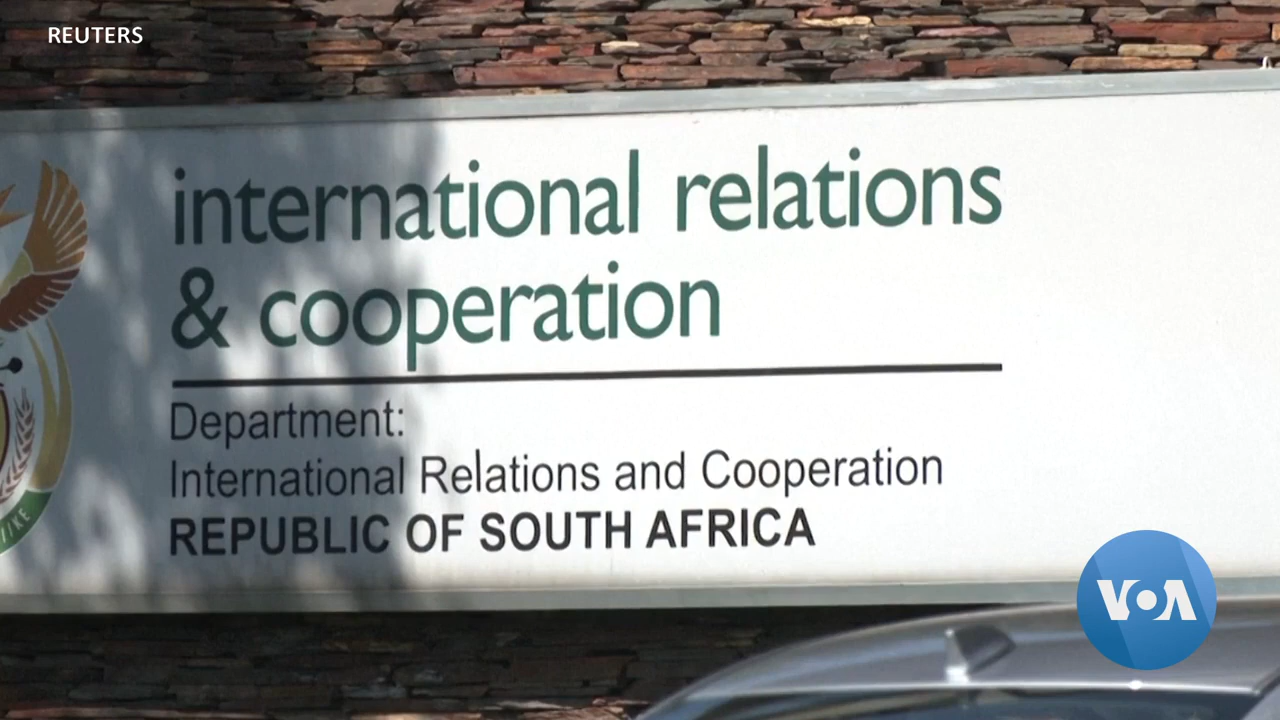 REUTERS
international relations
& cooperation
Department:
International Relations and Cooperation
REPUBLIC OF SOUTH AFRICA
VOA